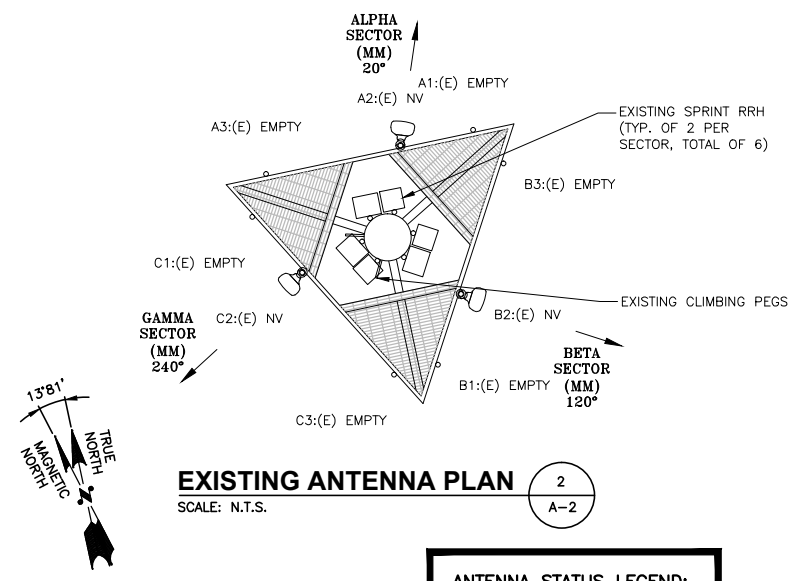 ALPHA
SECTOR
(MM)
20°
A1:(E) EMPTY
A2:(E) NV
A3:(E) EMPTY
EXISTING SPRINT RRH
(TYP. OF 2 PER
SECTOR, TOTAL OF 6)
B3:(E) EMPTY
C1:(E) EMPTY
EXISTING CLIMBING PEGS
C2:(E) NV
B2:(E) NV
GAMMA
SECTOR
(MM)
240°
BETA
SECTOR
(MM)
120°
B1:(E) EMPTY
C3:(E) EMPTY
13°81'
TRUE
NORTH
MAGNETIC
NORTH
N
EXISTING ANTENNA PLAN
SCALE: N.T.S.
2
A-2
ANTENNA STATUS LEGEND: